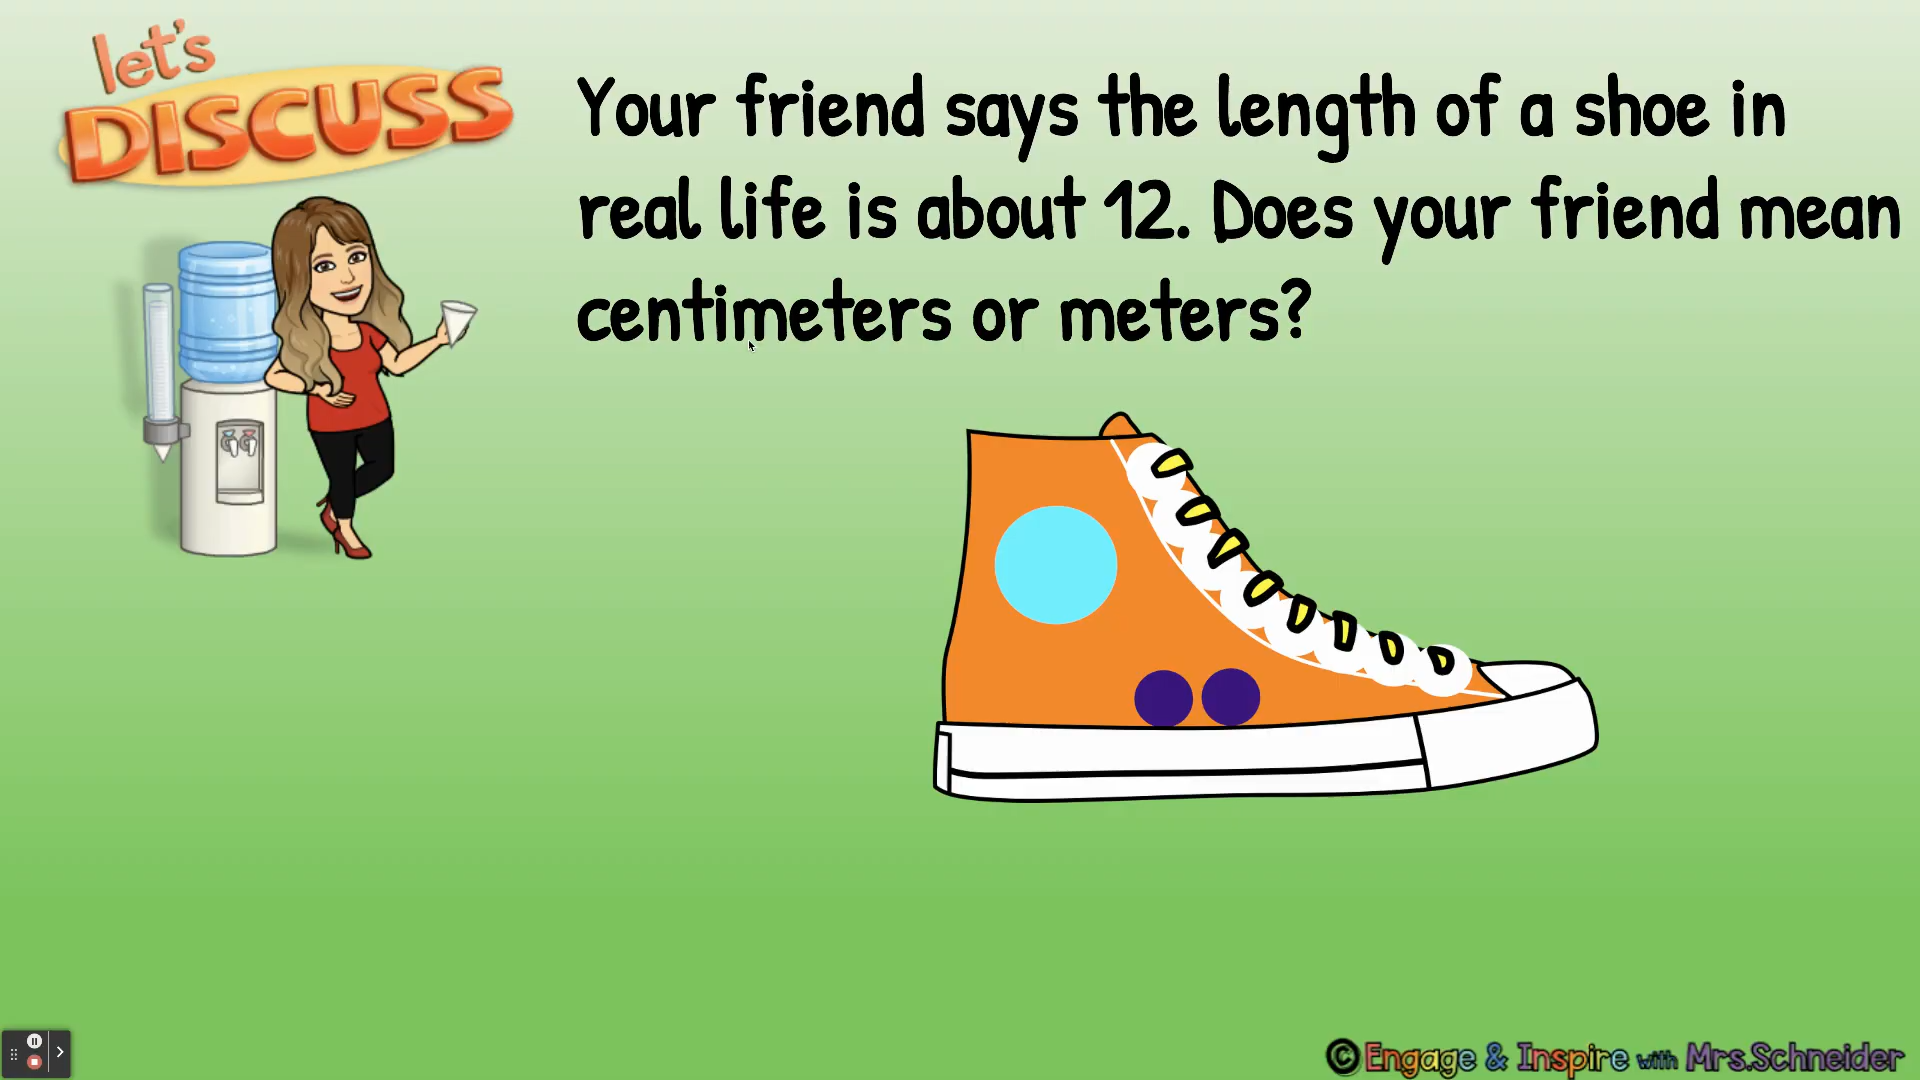 let's
DISCUSS
Your friend says the length of a shoe in
real life is about 12. Does your friend mean
centimeters or meters?
© Engage & Inspire with Mrs.Schneider